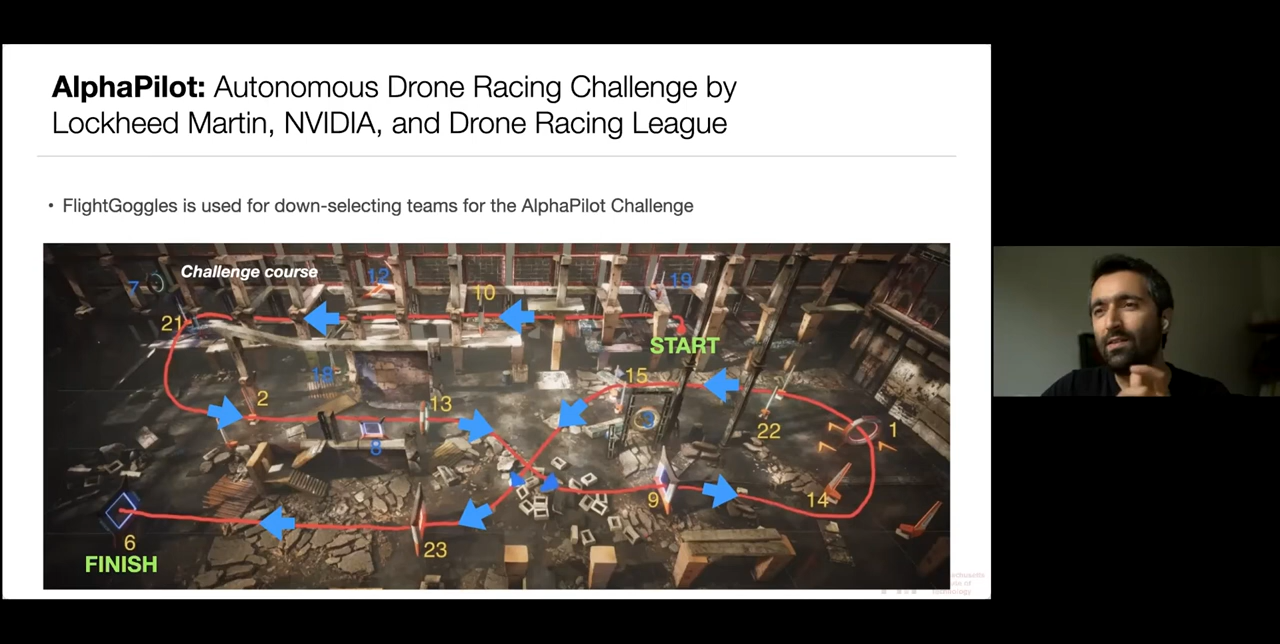 AlphaPilot: Autonomous Drone Racing Challenge by
Lockheed Martin, NVIDIA, and Drone Racing League
• FlightGoggles is used for down-selecting teams for the AlphaPilot Challenge
Challenge course
7
12
10
19
21
START
18
15
2
13
3
22
1
8
9
14
6
23
FINISH